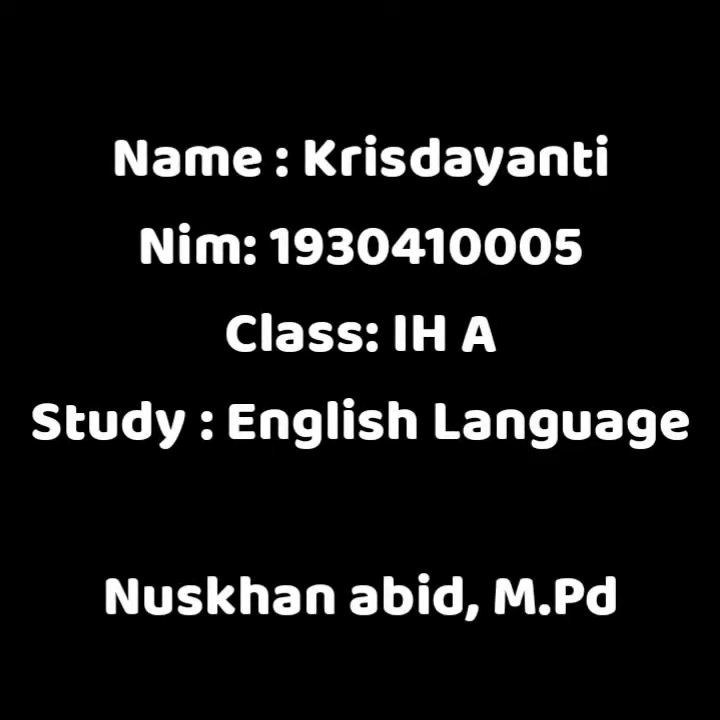 Name : Krisdayanti
Nim: 1930410005
Class: IH A
Study : English Language
Nuskhan abid, M.Pd